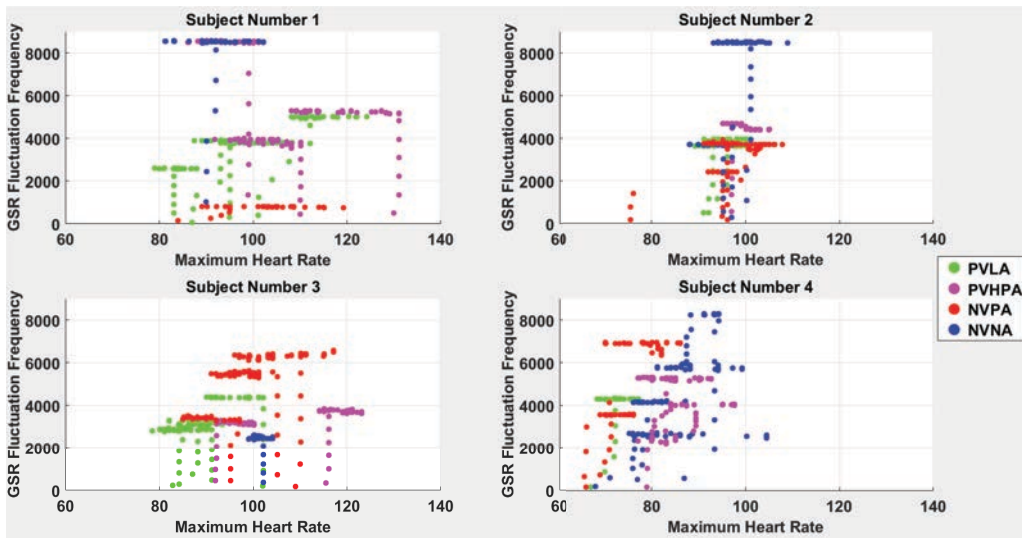 Subject Number 1
GSR Fluctuation Frequency
8000
6000
4000
2000
0
60 80 100 120 140
Maximum Heart Rate
Subject Number 2
GSR Fluctuation Frequency
8000
6000
4000
2000
0
60 80 100 120 140
Maximum Heart Rate
Subject Number 3
GSR Fluctuation Frequency
8000
6000
4000
2000
0
60 80 100 120 140
Maximum Heart Rate
Subject Number 4
GSR Fluctuation Frequency
8000
6000
4000
2000
0
60 80 100 120 140
Maximum Heart Rate
PVLA
PVHPA
NVPA
NVNA